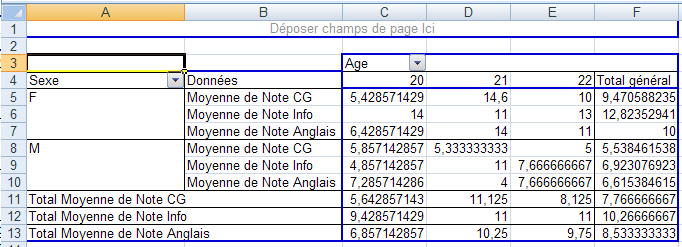 A B C D E F
1 Déposer champs de page Ici
2
3 Age
4 Sexe Données 20 21 22 Total général
5 F Moyenne de Note CG 5,428571429 14,6 10 9,470588235
6 Moyenne de Note Info 14 11 13 12,82352941
7 Moyenne de Note Anglais 6,428571429 14 11 10
8 M Moyenne de Note CG 5,857142857 5,333333333 5 5,538461538
9 Moyenne de Note Info 4,857142857 11 7,666666667 6,923076923
10 Moyenne de Note Anglais 7,285714286 4 7,666666667 6,615384615
11 Total Moyenne de Note CG 5,642857143 11,125 8,125 7,766666667
12 Total Moyenne de Note Info 9,428571429 11 11 10,26666667
13 Total Moyenne de Note Anglais 6,857142857 10,25 9,75 8,533333333